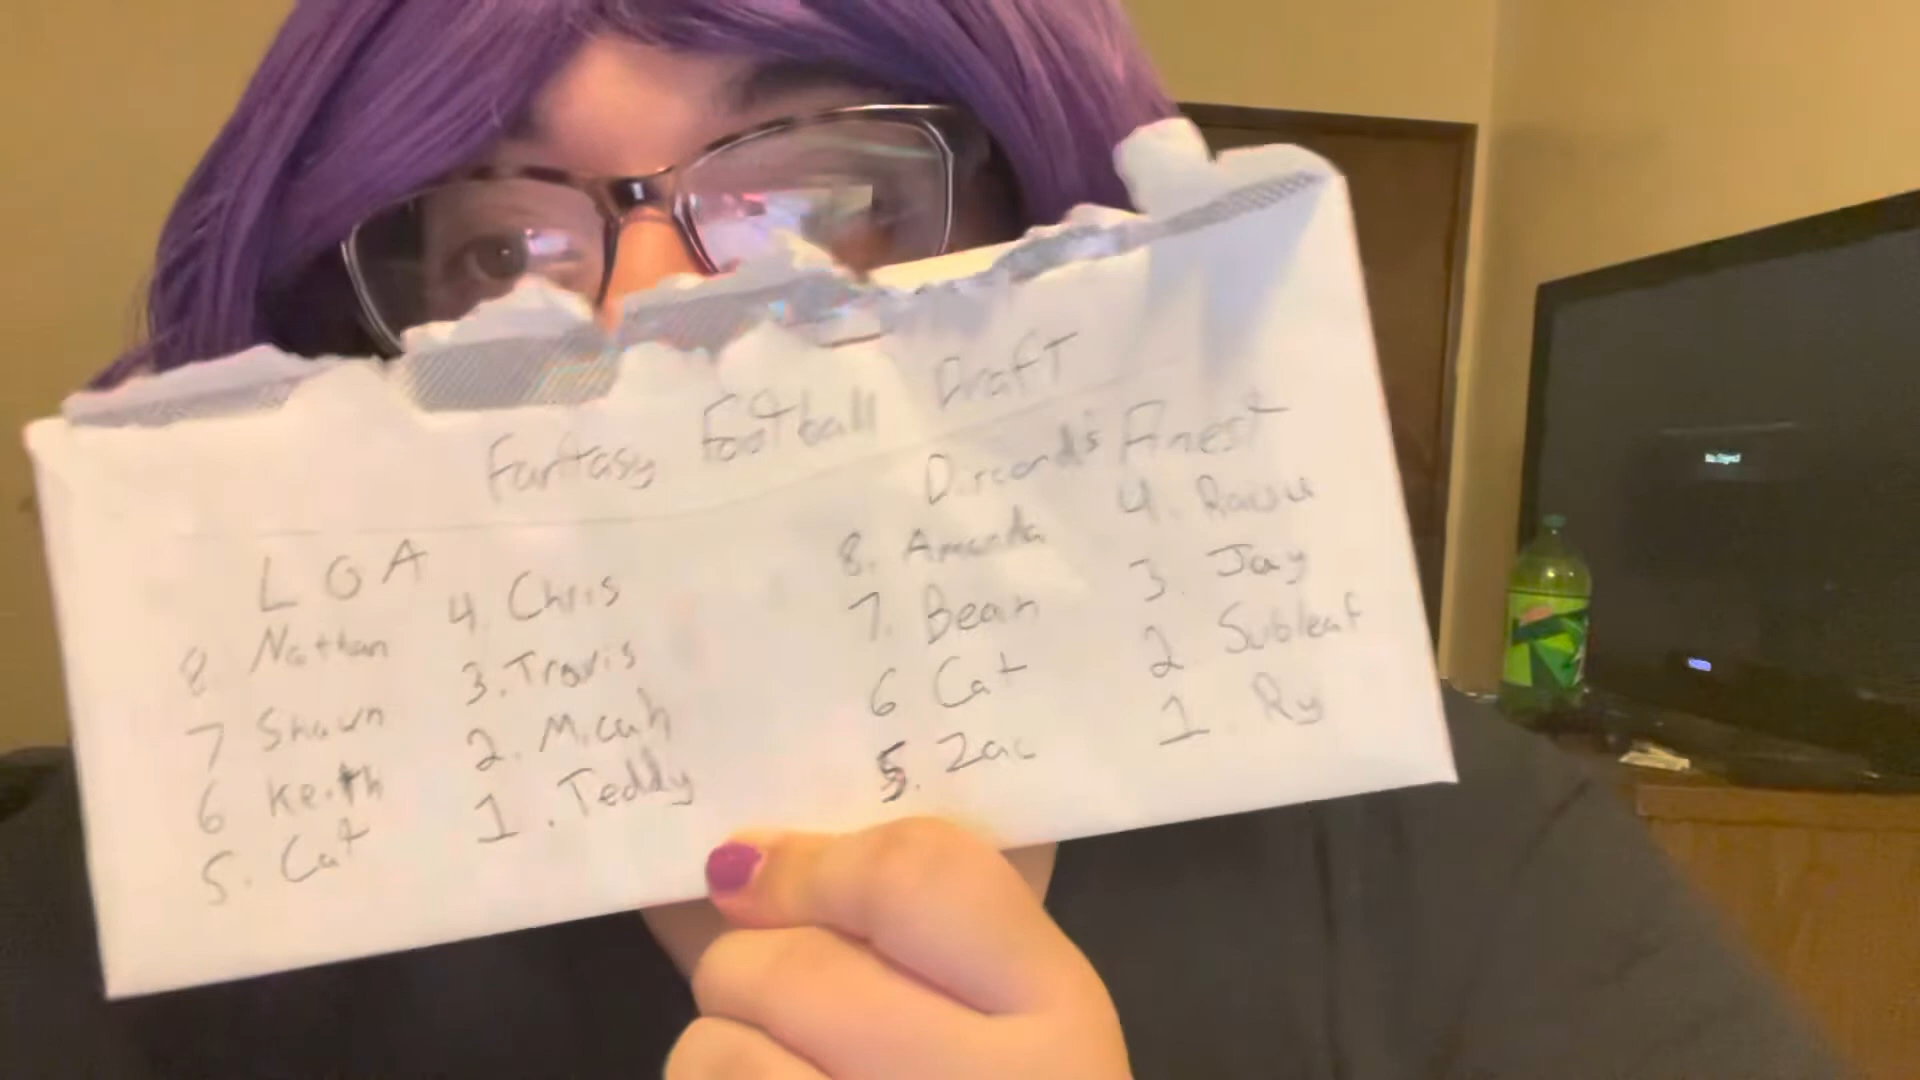 Fantasy Football Draft
LGA
8 Nathan
7 Shawn
6 Keith
5. Cat
4. Chris
3. Travis
2. Micah
1. Teddy
Discord's Finest
8. Amanda
7. Bean
6 Cat
5. Zac
4.
3. Jay
2 Subleaf
1. Ry